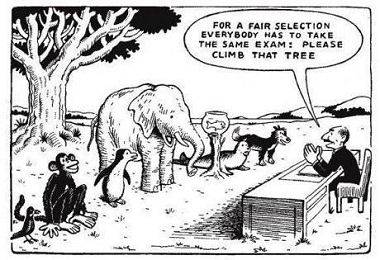 FOR A FAIR SELECTION
EVERYBODY HAS TO TAKE
THE SAME EXAM: PLEASE
CLIMB THAT TREE